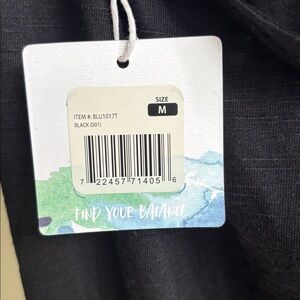 SIZE
M
ITEM #: BLU1017T
BLACK (001)
7 22457 71405 6
FIND YOUR BALANCE